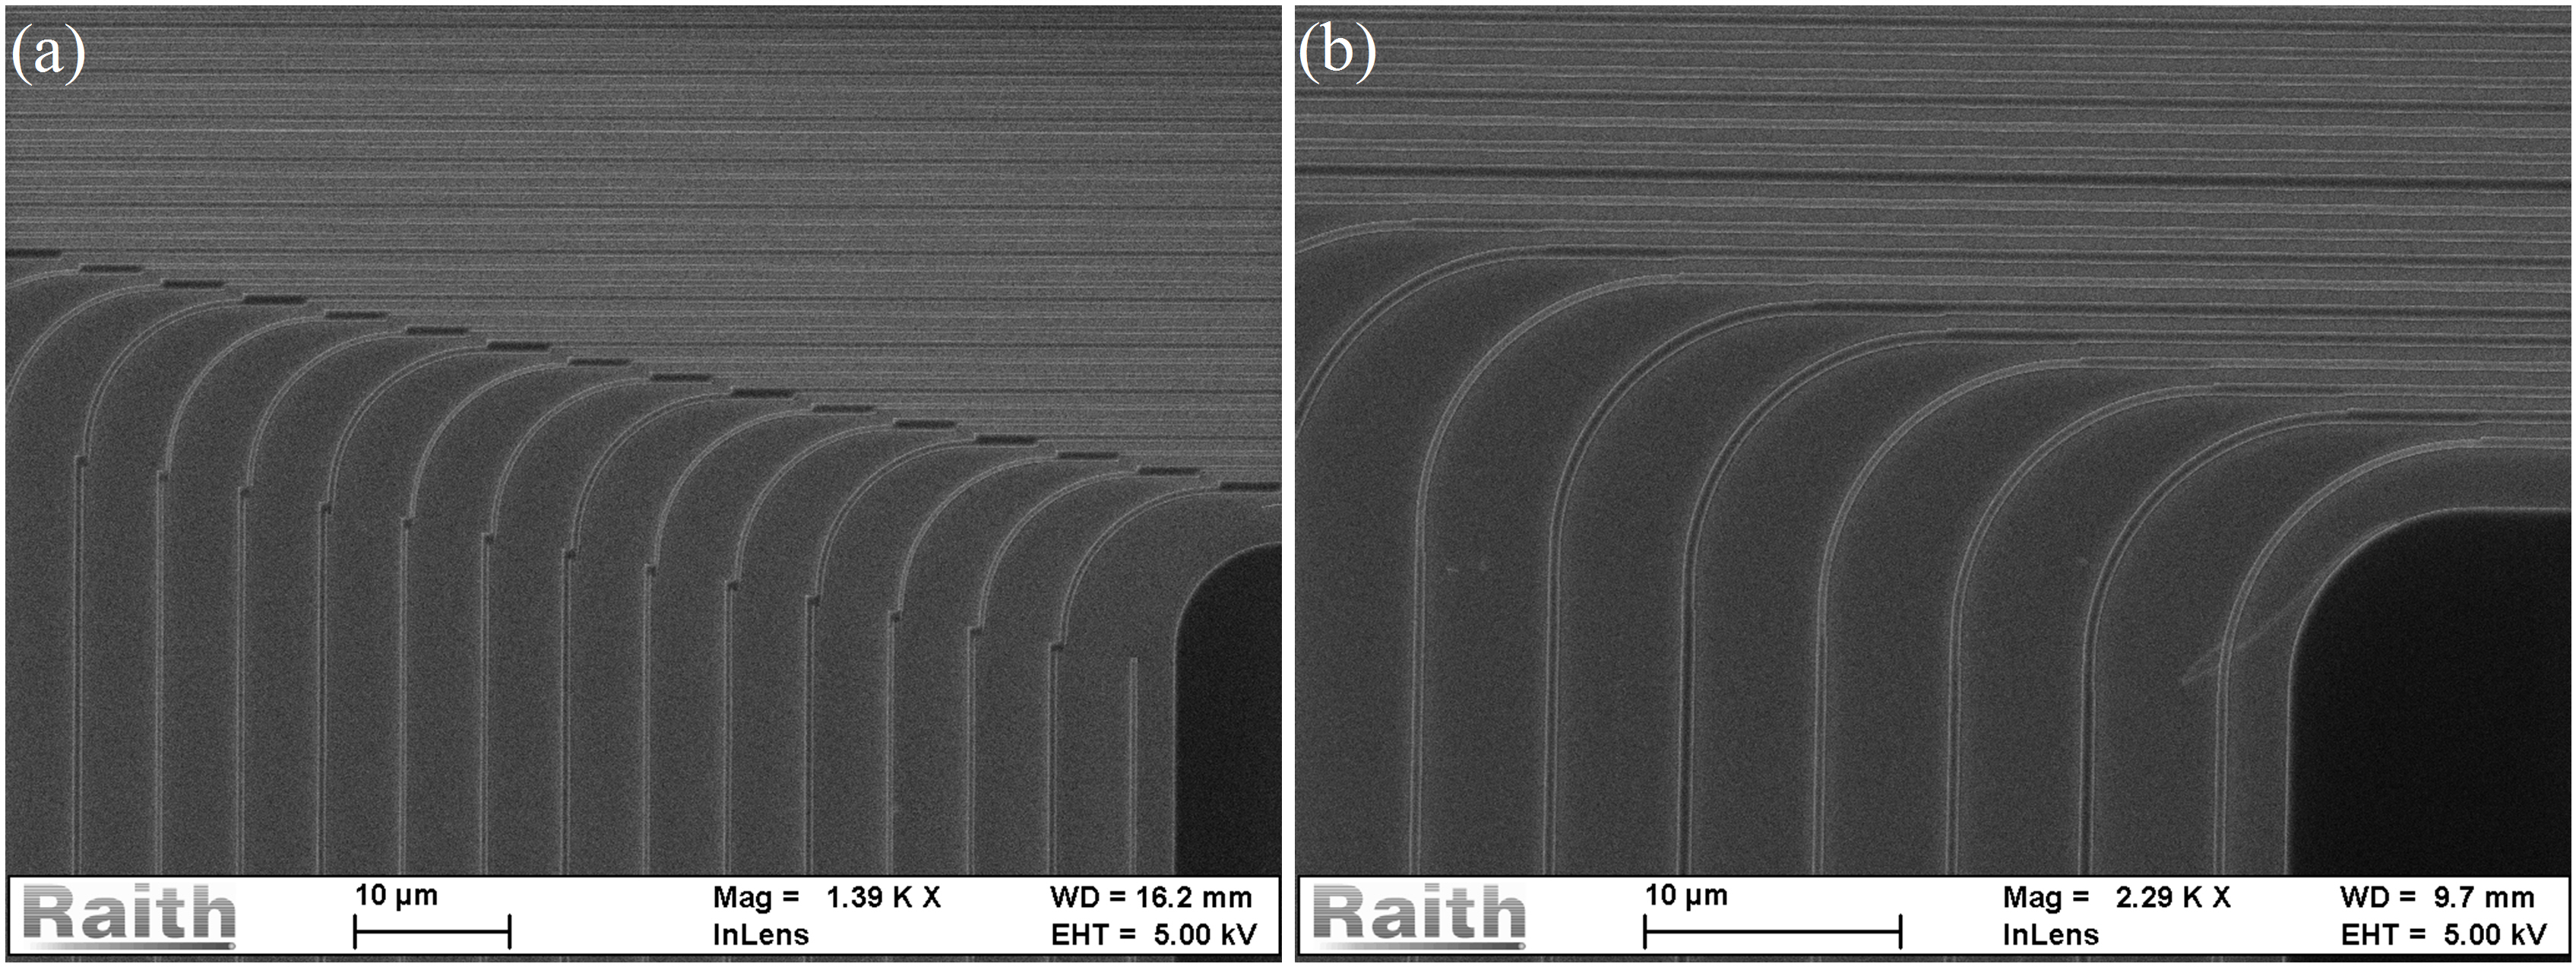 (a)
(b)
Raith
10 µm
Mag = 1.39 K X
WD = 16.2 mm
InLens
EHT = 5.00 kV
Raith
10 µm
Mag = 2.29 K X
WD = 9.7 mm
InLens
EHT = 5.00 kV